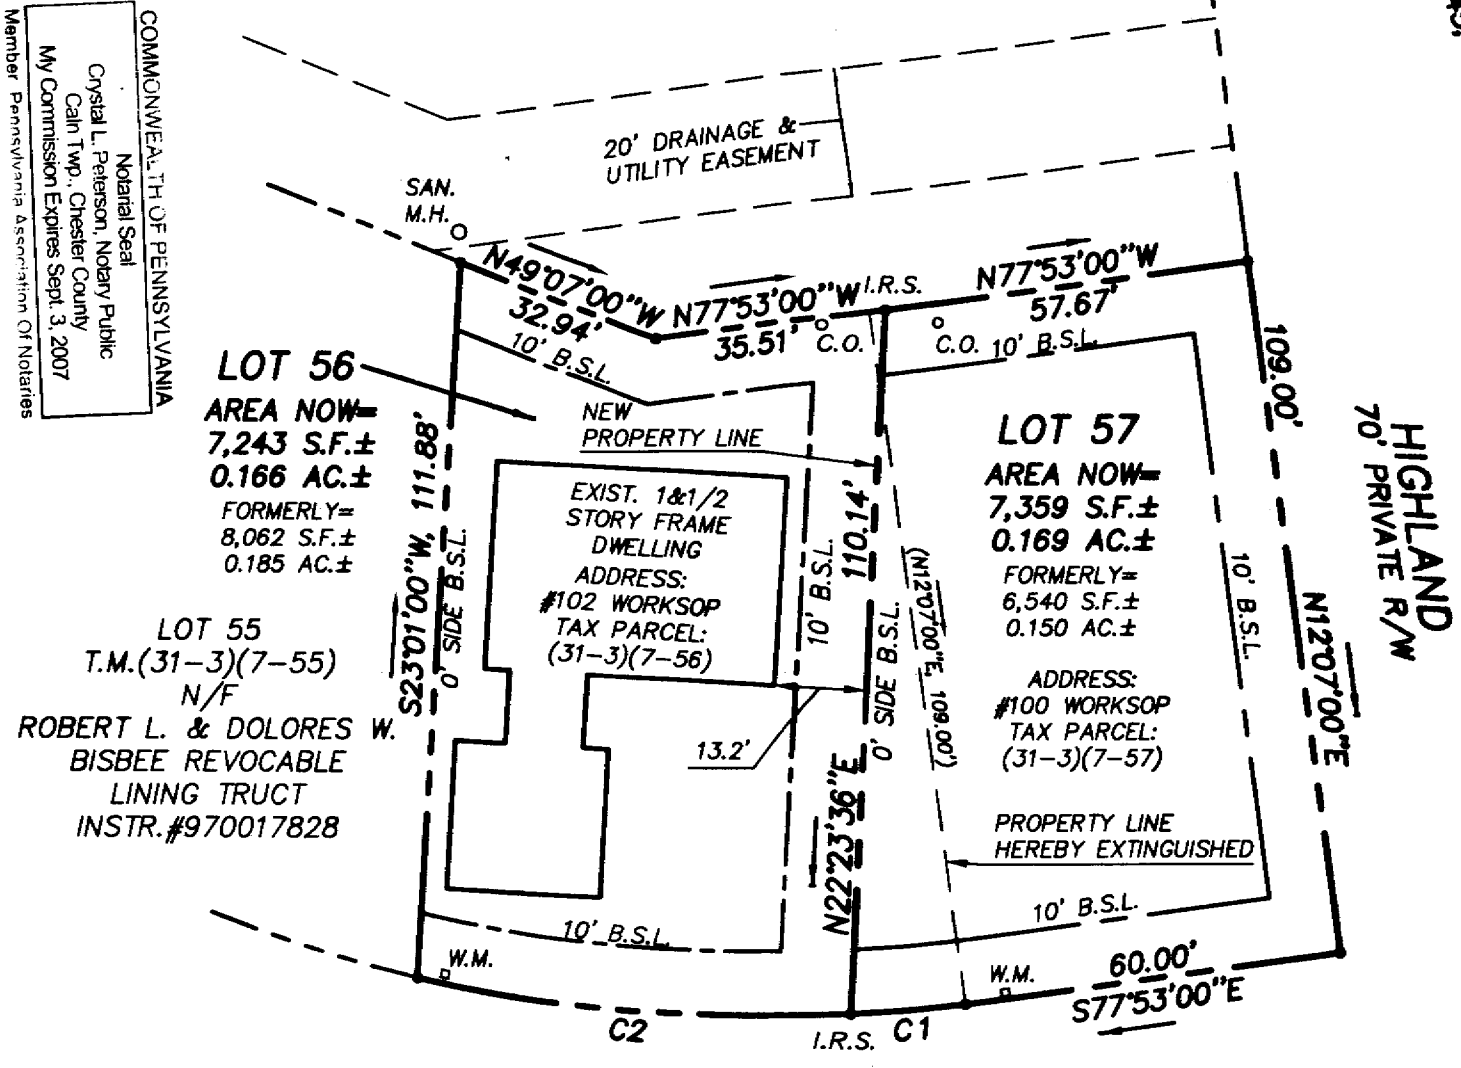 COMMONWEALTH OF PENNSYLVANIA
Notarial Seal
Crystal L. Peterson, Notary Public
Caln Twp., Chester County
My Commission Expires Sept. 3, 2007
Member Pennsylvania Association Of Notaries
20' DRAINAGE &
UTILITY EASEMENT
SAN.
M.H.
N49°07'00"W
32.94'
N77°53'00"W
35.51'
I.R.S.
C.O.
N77°53'00"W
57.67'
C.O.
10' B.S.L.
10' B.S.L.
109.00'
N12°07'00"E
HIGHLAND
70' PRIVATE R/W
LOT 56
AREA NOW=
7,243 S.F.±
0.166 AC.±
FORMERLY=
8,062 S.F.±
0.185 AC.±
S23°01'00"W, 111.88'
0' SIDE B.S.L.
NEW
PROPERTY LINE
EXIST. 1&1/2
STORY FRAME
DWELLING
ADDRESS:
#102 WORKSOP
TAX PARCEL:
(31-3)(7-56)
10' B.S.L.
110.14'
N22°23'36"E
0' SIDE B.S.L.
(N12°07'00"E, 109.00')
LOT 57
AREA NOW=
7,359 S.F.±
0.169 AC.±
FORMERLY=
6,540 S.F.±
0.150 AC.±
ADDRESS:
#100 WORKSOP
TAX PARCEL:
(31-3)(7-57)
10' B.S.L.
LOT 55
T.M.(31-3)(7-55)
N/F
ROBERT L. & DOLORES W.
BISBEE REVOCABLE
LINING TRUCT
INSTR.#970017828
13.2'
PROPERTY LINE
HEREBY EXTINGUISHED
10' B.S.L.
10' B.S.L.
W.M.
W.M.
60.00'
S77°53'00"E
C2
I.R.S.
C1